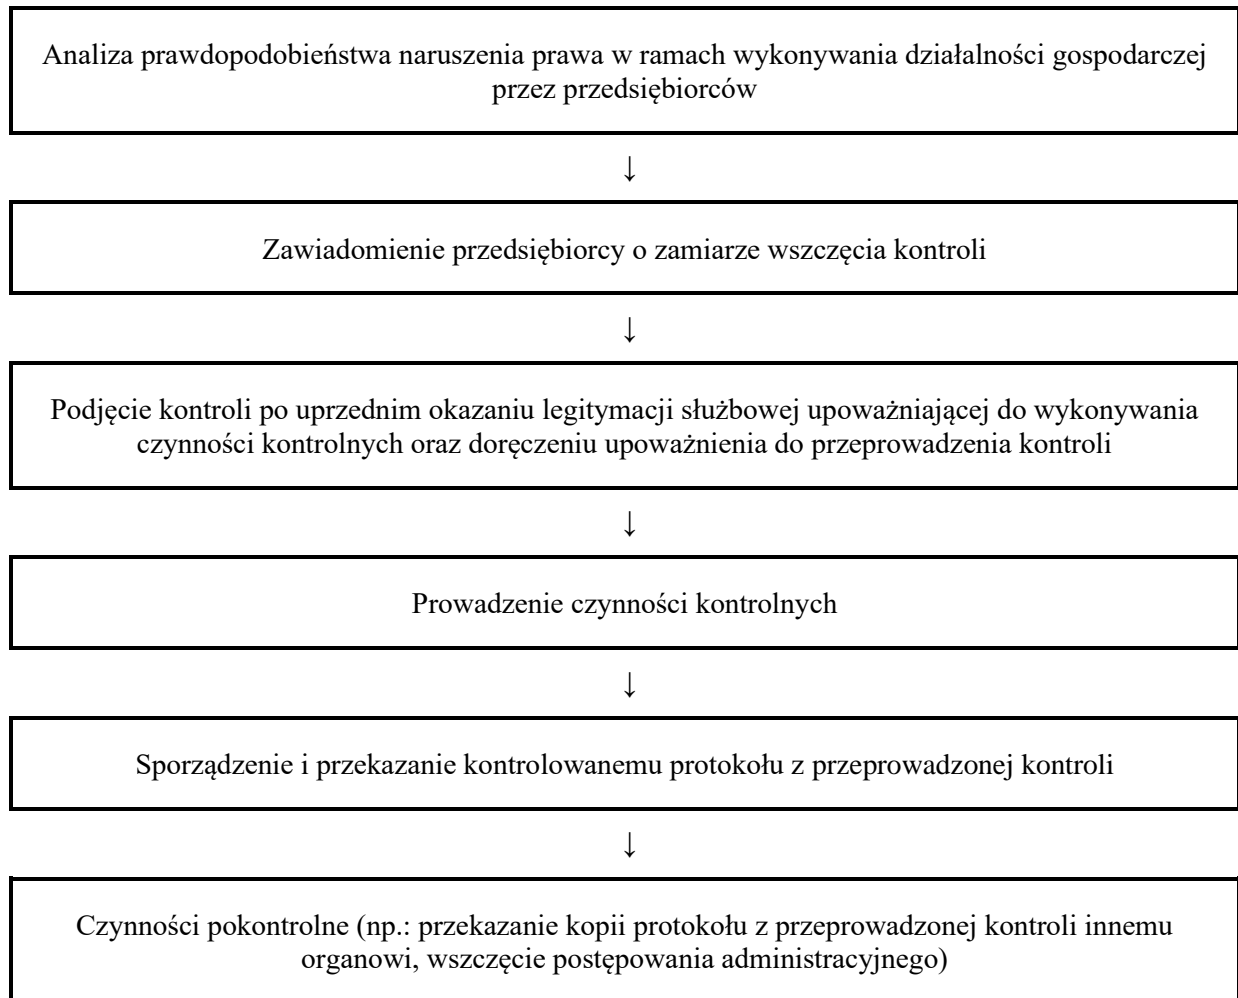 Analiza prawdopodobieństwa naruszenia prawa w ramach wykonywania działalności gospodarczej
przez przedsiębiorców
↓
Zawiadomienie przedsiębiorcy o zamiarze wszczęcia kontroli
↓
Podjęcie kontroli po uprzednim okazaniu legitymacji służbowej upoważniającej do wykonywania
czynności kontrolnych oraz doręczeniu upoważnienia do przeprowadzenia kontroli
↓
Prowadzenie czynności kontrolnych
↓
Sporządzenie i przekazanie kontrolowanemu protokołu z przeprowadzonej kontroli
↓
Czynności pokontrolne (np.: przekazanie kopii protokołu z przeprowadzonej kontroli innemu
organowi, wszczęcie postępowania administracyjnego)